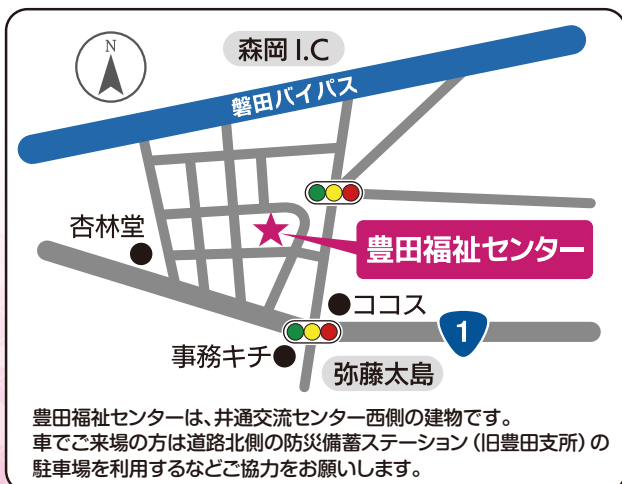 N
森岡 I.C
磐田バイパス
杏林堂
豊田福祉センター
ココス
1
事務キチ
弥藤太島
豊田福祉センターは、井通交流センター西側の建物です。
車でご来場の方は道路北側の防災備蓄ステーション(旧豊田支所)の
駐車場を利用するなどご協力をお願いします。